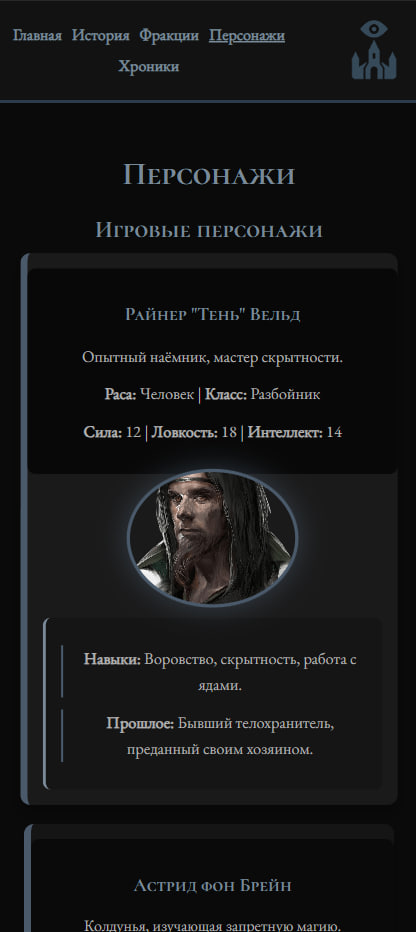 Главная История Фракции Персонажи
Хроники
Персонажи
Игровые персонажи
Райнер "Тень" Вельд
Опытный наёмник, мастер скрытности.
Раса: Человек | Класс: Разбойник
Сила: 12 | Ловкость: 18 | Интеллект: 14
Навыки: Воровство, скрытность, работа с
ядами.
Прошлое: Бывший телохранитель,
преданный своим хозяином.
Астрид фон Брейн
Колдунья, изучающая запретную магию.